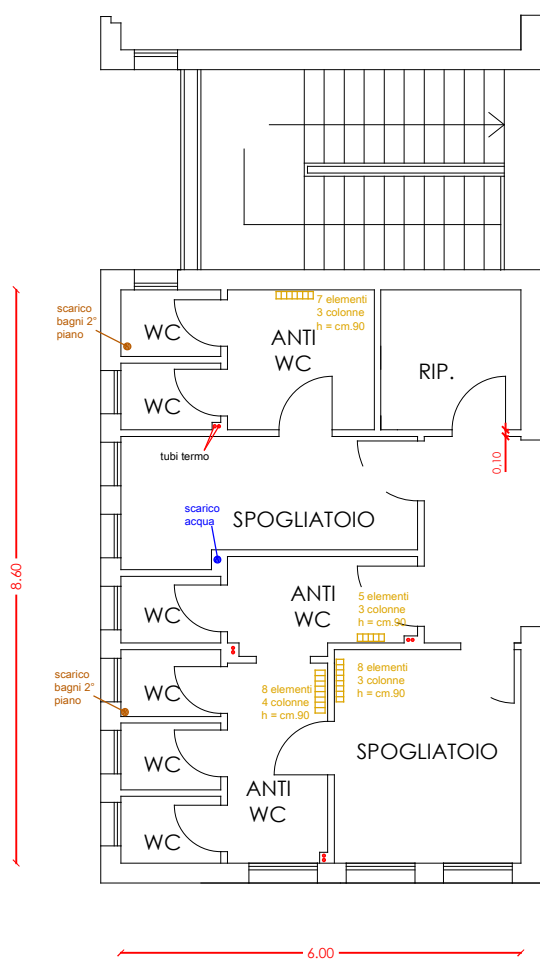 7 elementi
3 colonne
h = cm.90
scarico
bagni 2°
piano
WC
ANTI
WC
RIP.
WC
tubi termo
0.10
scarico
acqua
SPOGLIATOIO
8.60
ANTI
WC
5 elementi
3 colonne
h = cm.90
WC
scarico
bagni 2°
piano
WC
8 elementi
4 colonne
h = cm.90
8 elementi
3 colonne
h = cm.90
SPOGLIATOIO
WC
ANTI
WC
WC
6.00